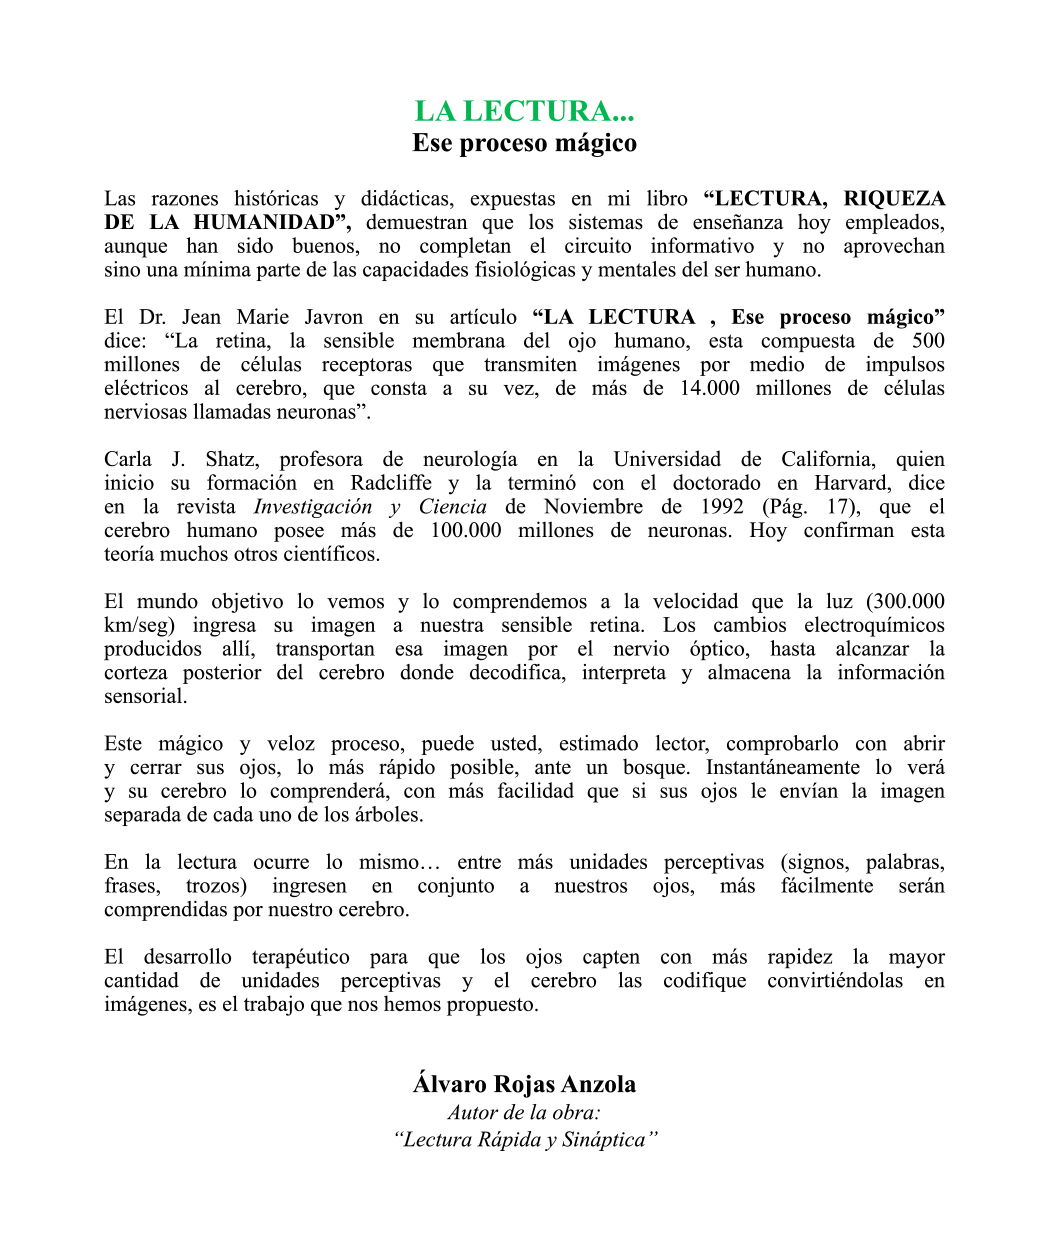 LA LECTURA...
Ese proceso mágico
Las razones históricas y didácticas, expuestas en mi libro “LECTURA, RIQUEZA
DE LA HUMANIDAD”, demuestran que los sistemas de enseñanza hoy empleados,
aunque han sido buenos, no completan el circuito informativo y no aprovechan
sino una mínima parte de las capacidades fisiológicas y mentales del ser humano.
El Dr. Jean Marie Javron en su artículo “LA LECTURA , Ese proceso mágico”
dice: “La retina, la sensible membrana del ojo humano, esta compuesta de 500
millones de células receptoras que transmiten imágenes por medio de impulsos
eléctricos al cerebro, que consta a su vez, de más de 14.000 millones de células
nerviosas llamadas neuronas”.
Carla J. Shatz, profesora de neurología en la Universidad de California, quien
inicio su formación en Radcliffe y la terminó con el doctorado en Harvard, dice
en la revista Investigación y Ciencia de Noviembre de 1992 (Pág. 17), que el
cerebro humano posee más de 100.000 millones de neuronas. Hoy confirman esta
teoría muchos otros científicos.
El mundo objetivo lo vemos y lo comprendemos a la velocidad que la luz (300.000
km/seg) ingresa su imagen a nuestra sensible retina. Los cambios electroquímicos
producidos allí, transportan esa imagen por el nervio óptico, hasta alcanzar la
corteza posterior del cerebro donde decodifica, interpreta y almacena la información
sensorial.
Este mágico y veloz proceso, puede usted, estimado lector, comprobarlo con abrir
y cerrar sus ojos, lo más rápido posible, ante un bosque. Instantáneamente lo verá
y su cerebro lo comprenderá, con más facilidad que si sus ojos le envían la imagen
separada de cada uno de los árboles.
En la lectura ocurre lo mismo… entre más unidades perceptivas (signos, palabras,
frases, trozos) ingresen en conjunto a nuestros ojos, más fácilmente serán
comprendidas por nuestro cerebro.
El desarrollo terapéutico para que los ojos capten con más rapidez la mayor
cantidad de unidades perceptivas y el cerebro las codifique convirtiéndolas en
imágenes, es el trabajo que nos hemos propuesto.
Álvaro Rojas Anzola
Autor de la obra:
“Lectura Rápida y Sináptica”